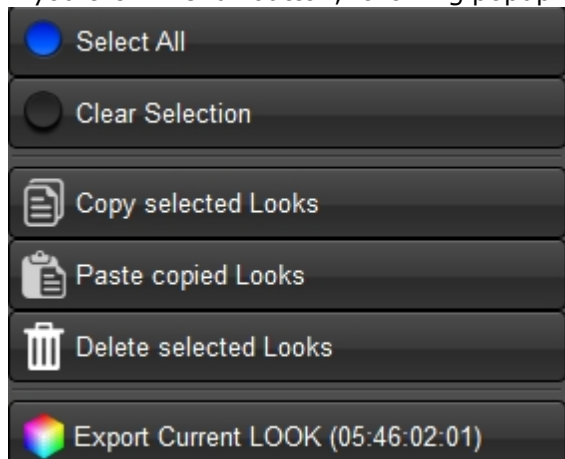 Select All
Clear Selection
Copy selected Looks
Paste copied Looks
Delete selected Looks
Export Current LOOK (05:46:02:01)